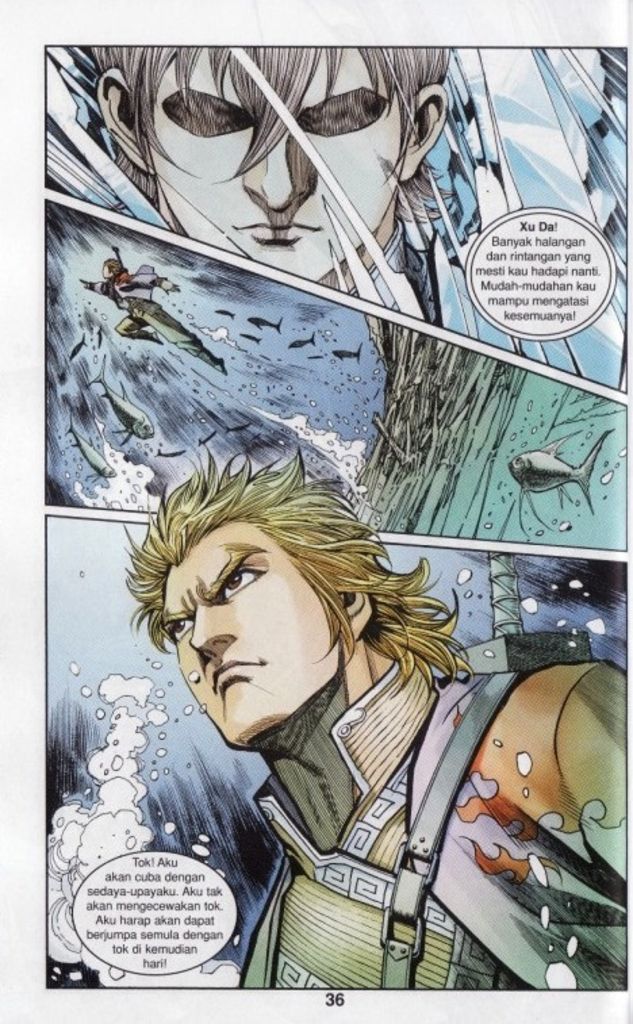 Xu Da!
Banyak halangan
dan rintangan yang
mesti kau hadapi nanti.
Mudah-mudahan kau
mampu mengatasi
kesemuanya!
Tok! Aku
akan cuba dengan
sedaya-upayaku. Aku tak
akan mengecewakan tok.
Aku harap akan dapat
berjumpa semula dengan
tok di kemudian
hari!
36